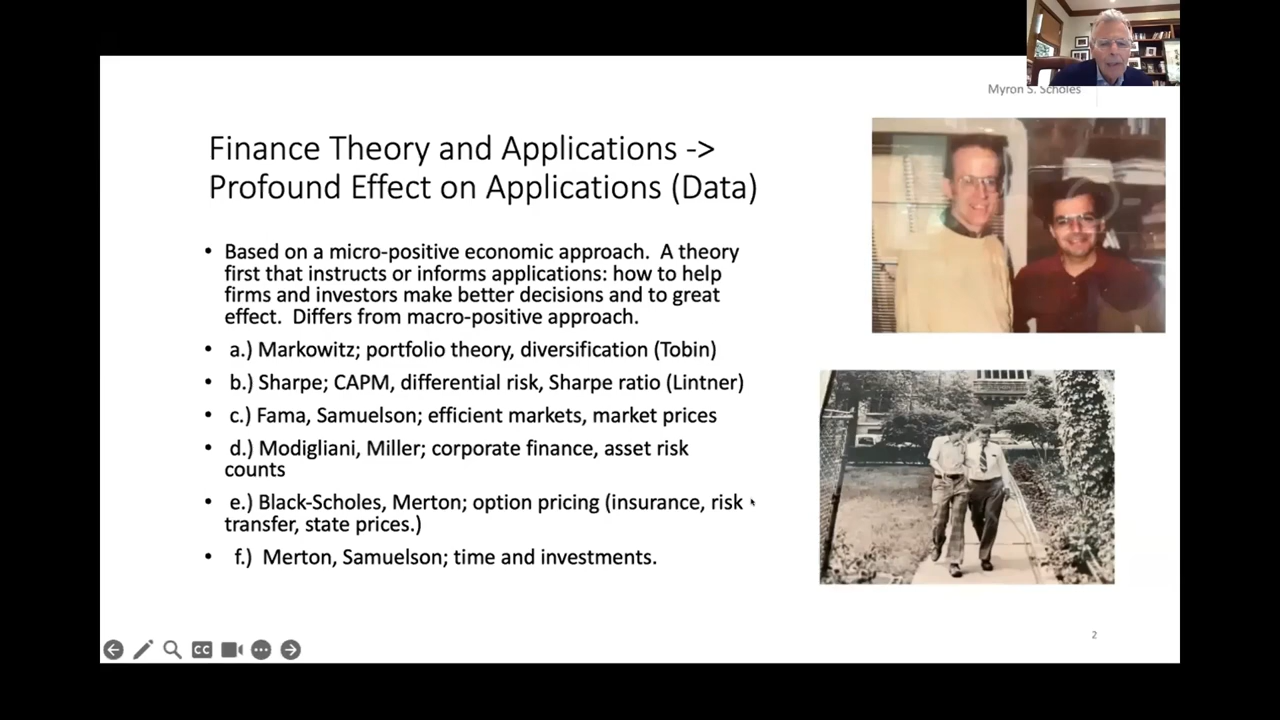 Myron S. Scholes
Finance Theory and Applications ->
Profound Effect on Applications (Data)
• Based on a micro-positive economic approach. A theory
first that instructs or informs applications: how to help
firms and investors make better decisions and to great
effect. Differs from macro-positive approach.
• a.) Markowitz; portfolio theory, diversification (Tobin)
• b.) Sharpe; CAPM, differential risk, Sharpe ratio (Lintner)
• c.) Fama, Samuelson; efficient markets, market prices
• d.) Modigliani, Miller; corporate finance, asset risk
counts
• e.) Black-Scholes, Merton; option pricing (insurance, risk
transfer, state prices.)
• f.) Merton, Samuelson; time and investments.
2
CC